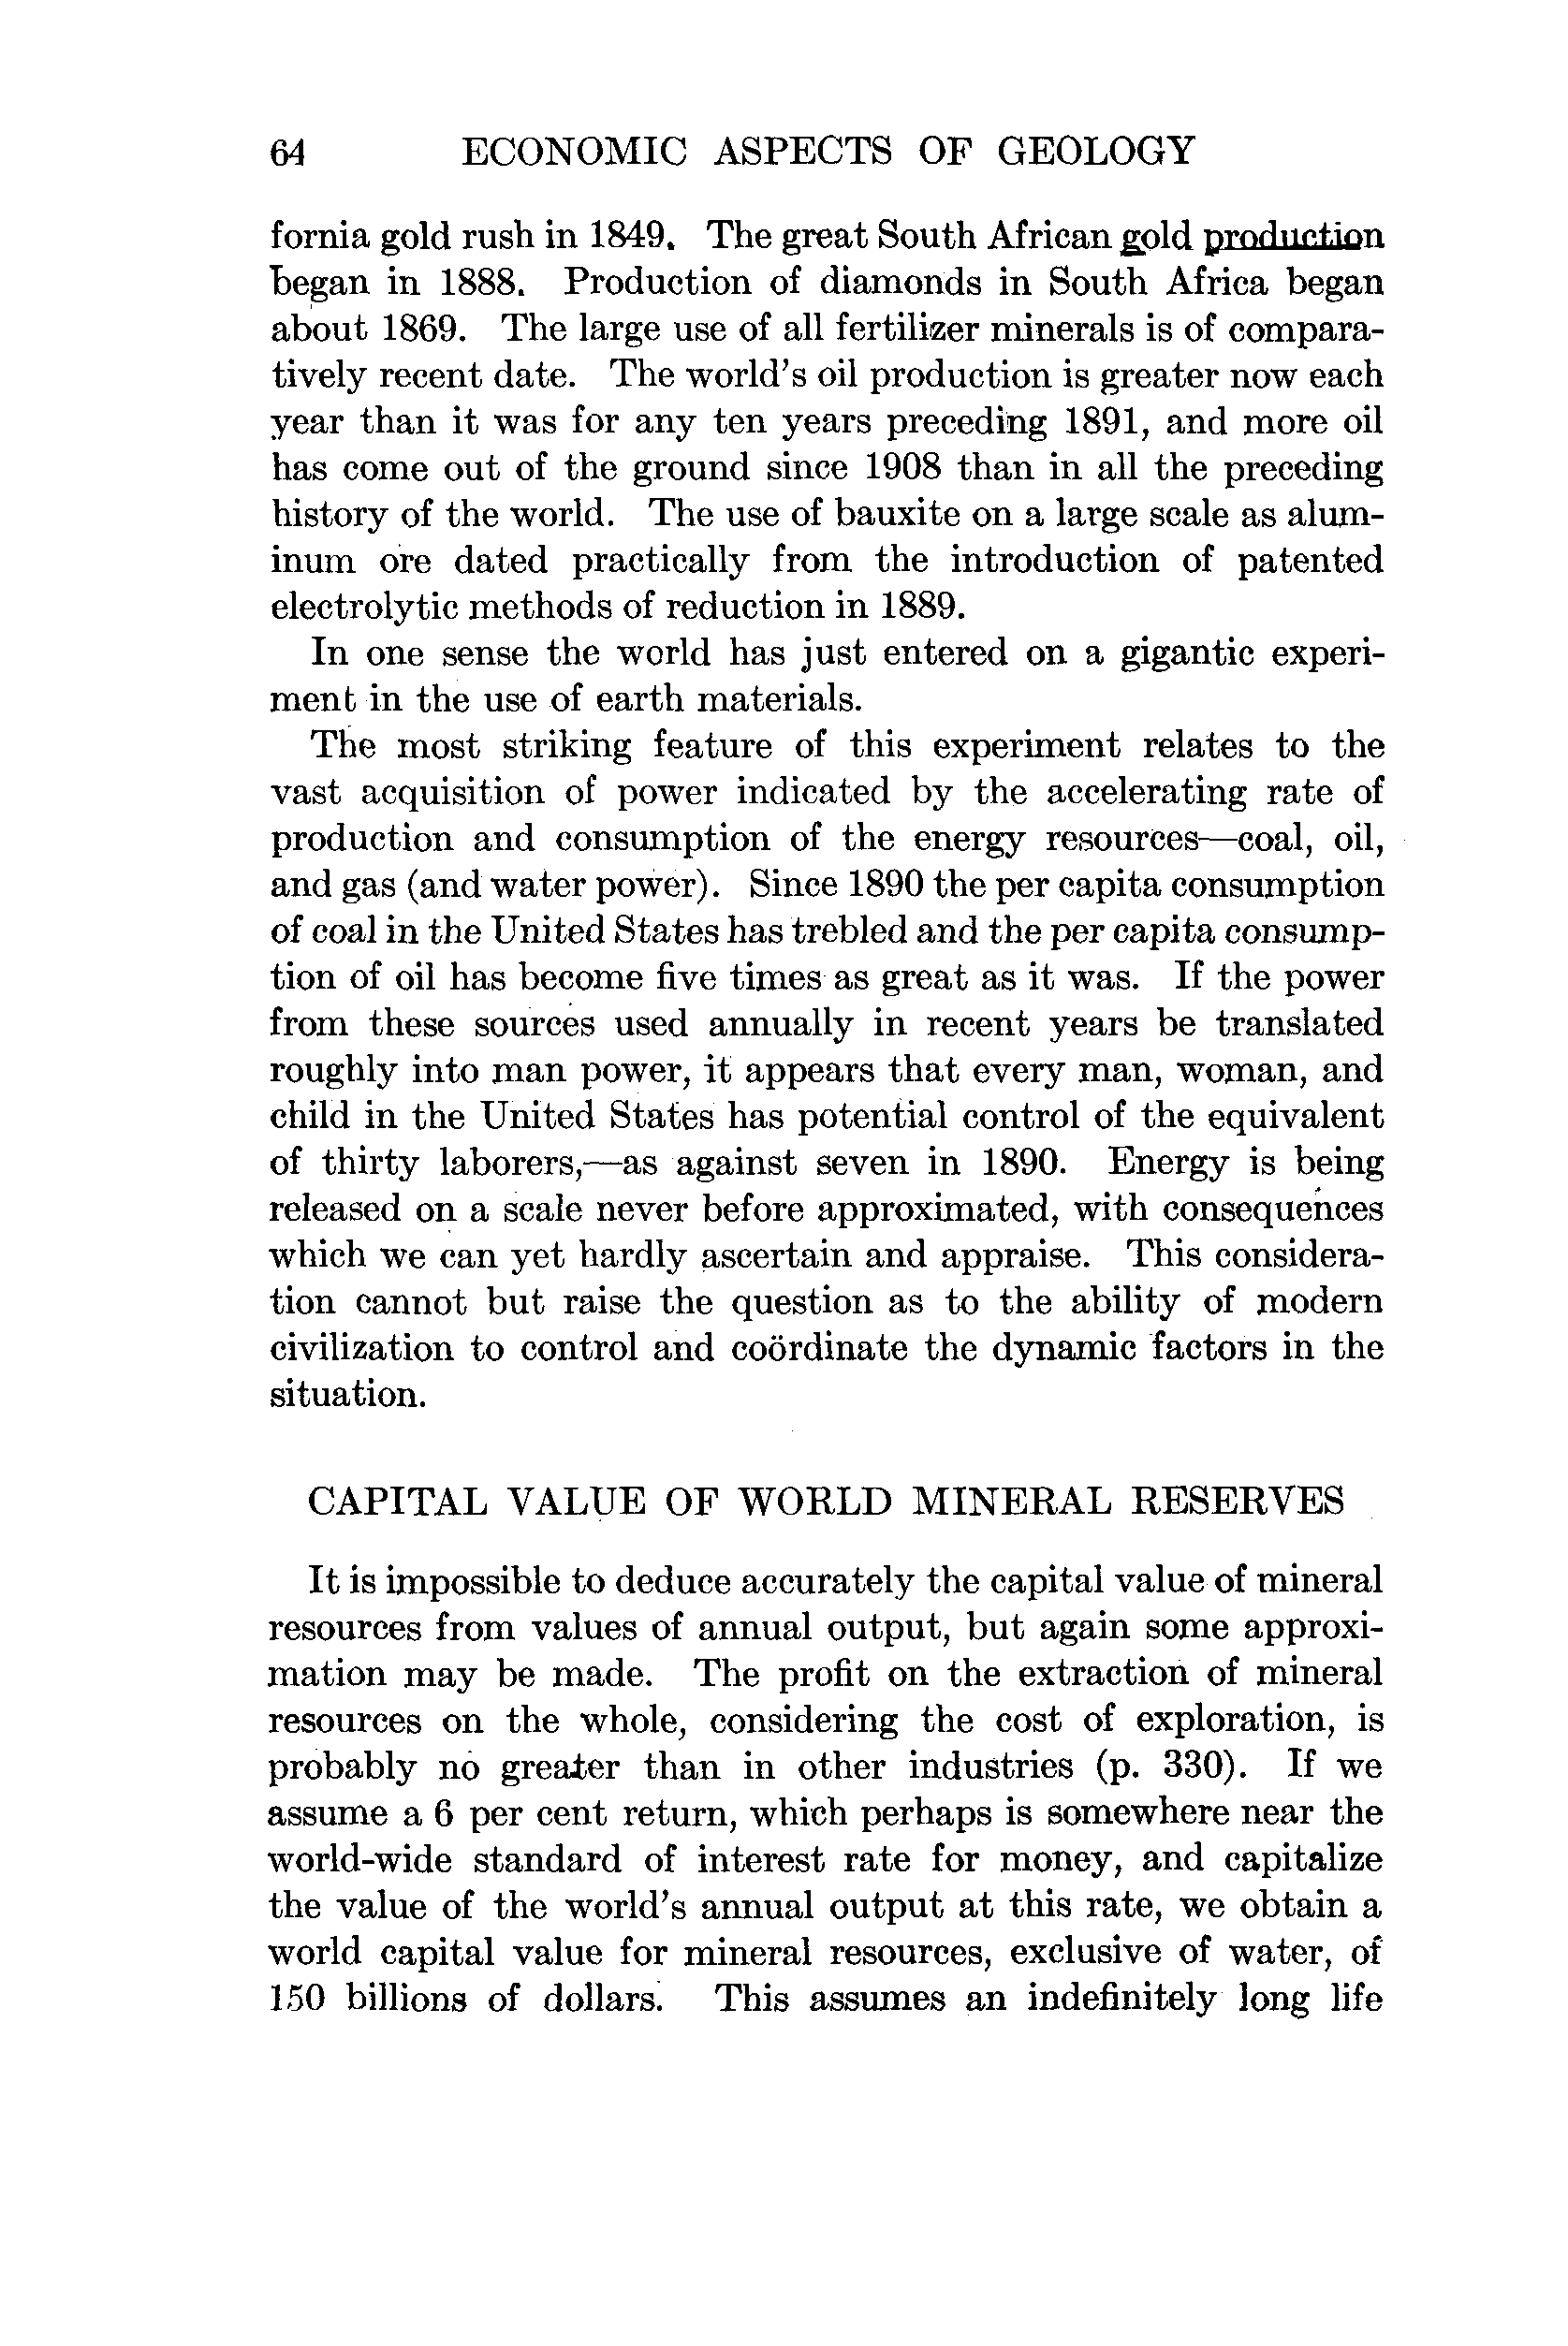 64 ECONOMIC ASPECTS OF GEOLOGY
fornia gold rush in 1849. The great South African gold production
began in 1888. Production of diamonds in South Africa began
about 1869. The large use of all fertilizer minerals is of compara-
tively recent date. The world's oil production is greater now each
year than it was for any ten years preceding 1891, and more oil
has come out of the ground since 1908 than in all the preceding
history of the world. The use of bauxite on a large scale as alum-
inum ore dated practically from the introduction of patented
electrolytic methods of reduction in 1889.
In one sense the world has just entered on a gigantic experi-
ment in the use of earth materials.
The most striking feature of this experiment relates to the
vast acquisition of power indicated by the accelerating rate of
production and consumption of the energy resources—coal, oil,
and gas (and water power). Since 1890 the per capita consumption
of coal in the United States has trebled and the per capita consump-
tion of oil has become five times as great as it was. If the power
from these sources used annually in recent years be translated
roughly into man power, it appears that every man, woman, and
child in the United States has potential control of the equivalent
of thirty laborers,—as against seven in 1890. Energy is being
released on a scale never before approximated, with consequences
which we can yet hardly ascertain and appraise. This considera-
tion cannot but raise the question as to the ability of modern
civilization to control and coördinate the dynamic factors in the
situation.
CAPITAL VALUE OF WORLD MINERAL RESERVES
It is impossible to deduce accurately the capital value of mineral
resources from values of annual output, but again some approxi-
mation may be made. The profit on the extraction of mineral
resources on the whole, considering the cost of exploration, is
probably no greater than in other industries (p. 330). If we
assume a 6 per cent return, which perhaps is somewhere near the
world-wide standard of interest rate for money, and capitalize
the value of the world's annual output at this rate, we obtain a
world capital value for mineral resources, exclusive of water, of
150 billions of dollars. This assumes an indefinitely long life